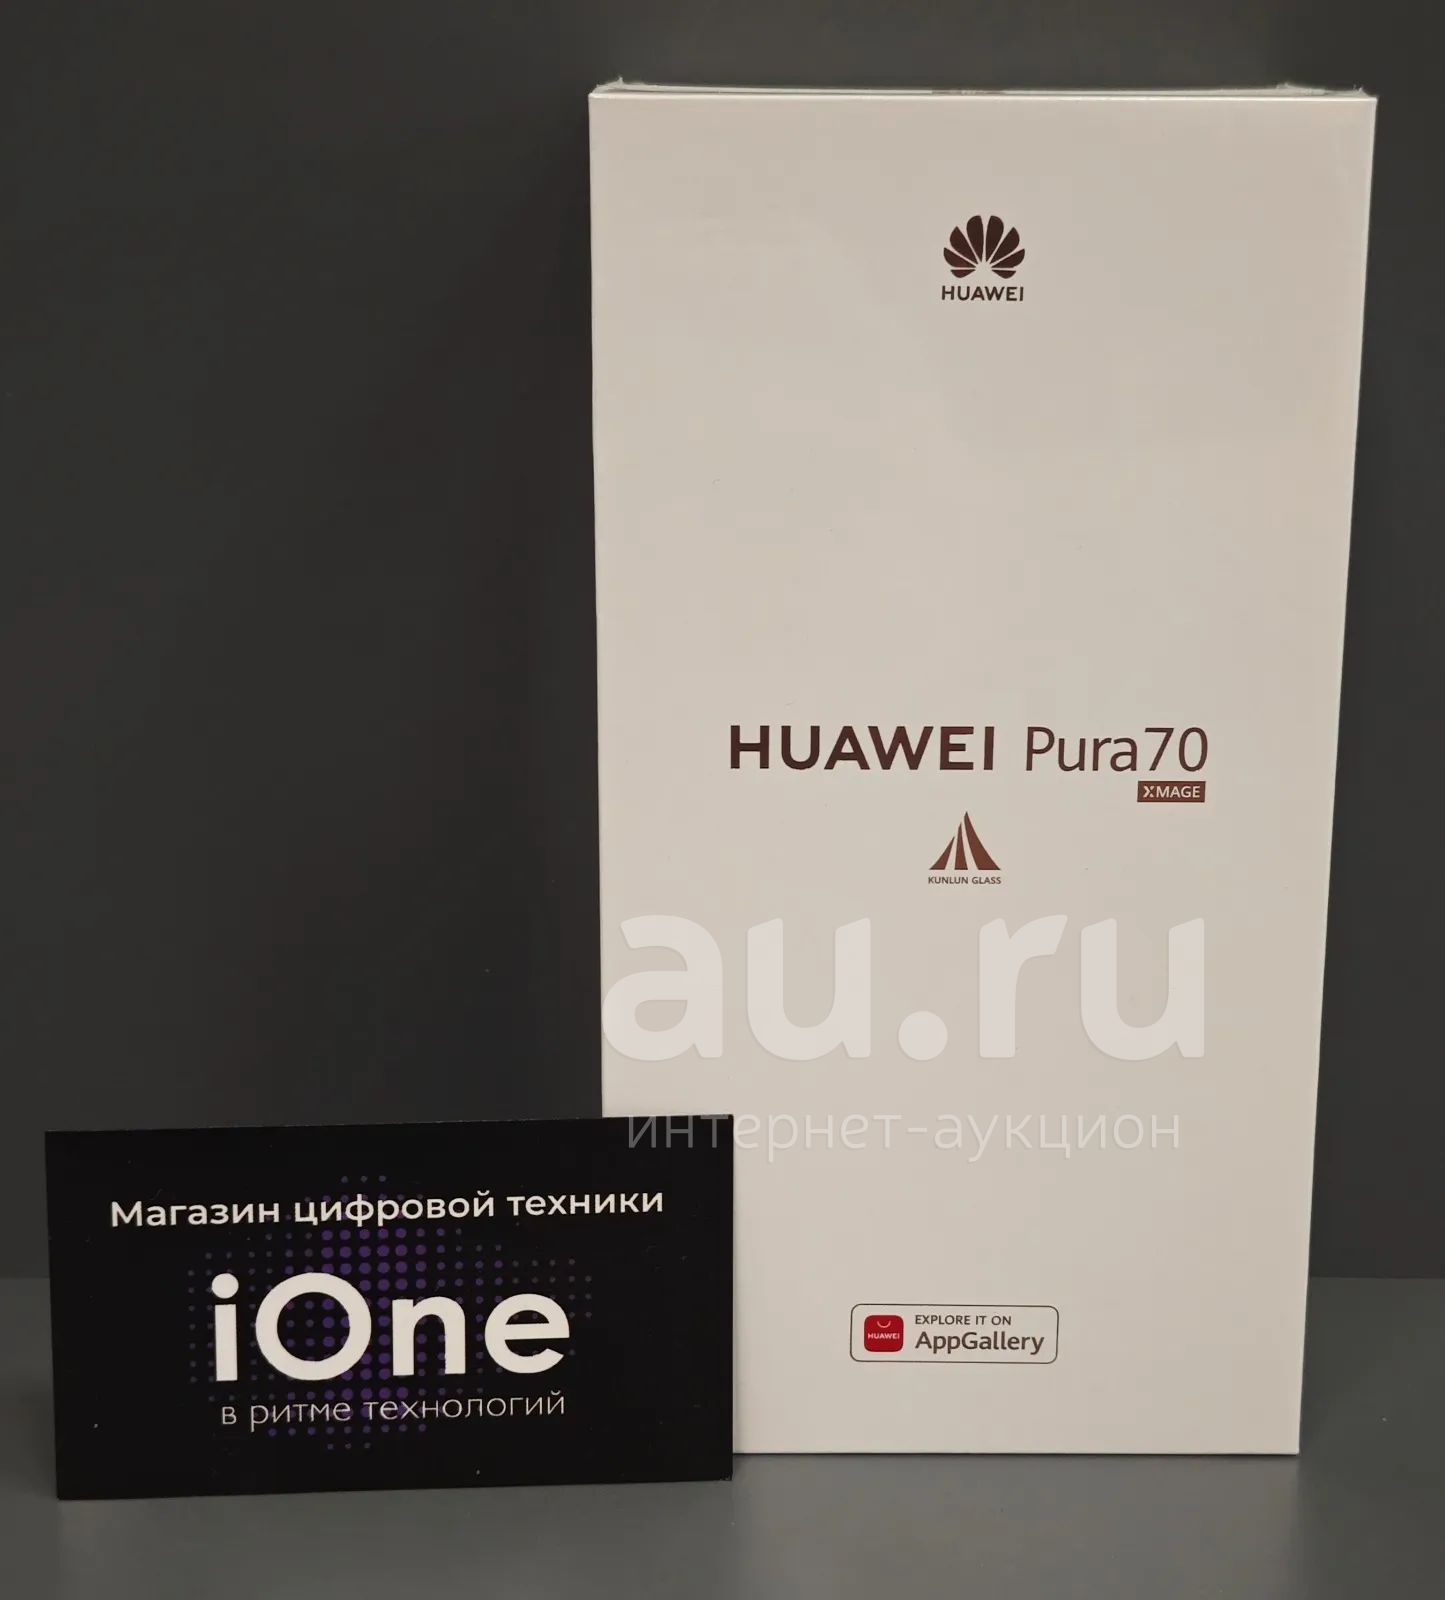 HUAWEI
HUAWEI Pura70
XMAGE
KUNLUN GLASS
au.ru
интернет-аукцион
Магазин цифровой техники
iOne
в ритме технологий
HUAWEI
EXPLORE IT ON
AppGallery